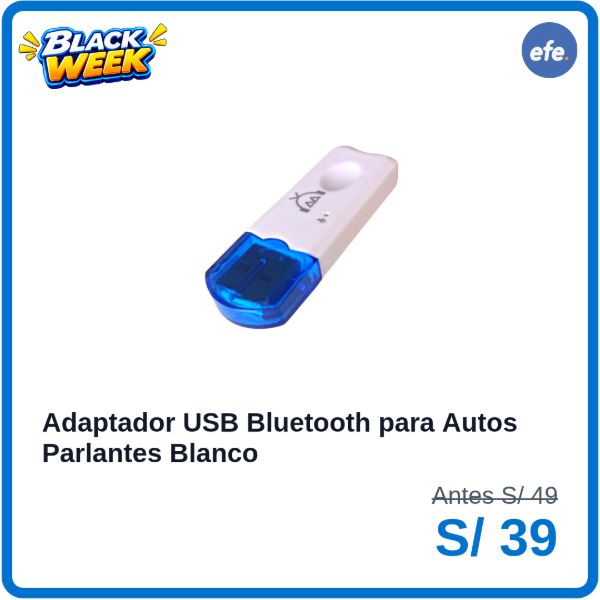 BLACK
WEEK
efe.
Adaptador USB Bluetooth para Autos
Parlantes Blanco
Antes S/ 49
S/ 39